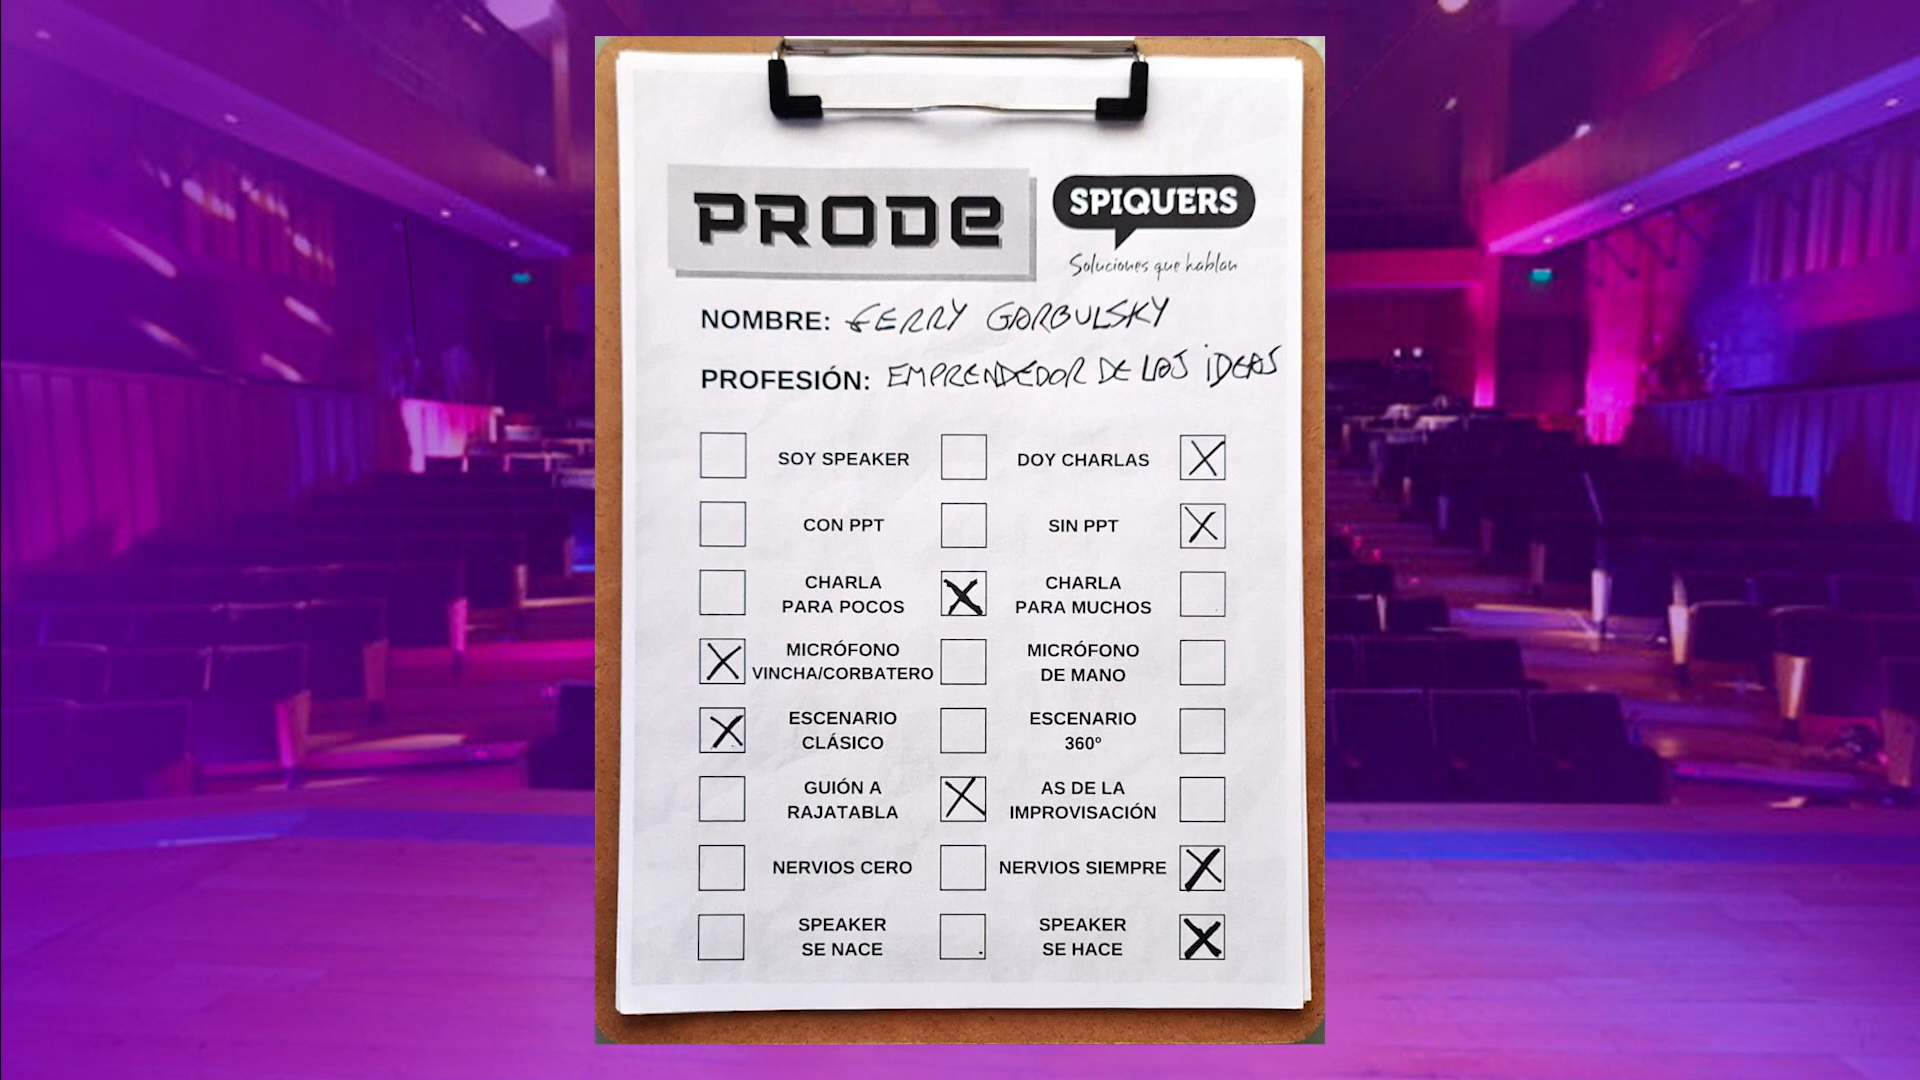 PRODE
SPIQUERS
Soluciones que hablan
NOMBRE: GERRY GARBULSKY
PROFESIÓN: EMPRENDEDOR DE LAS IDEAS
SOY SPEAKER DOY CHARLAS X
CON PPT SIN PPT X
CHARLA CHARLA
PARA POCOS X PARA MUCHOS
MICRÓFONO MICRÓFONO
X VINCHA/CORBATERO DE MANO
ESCENARIO ESCENARIO
X CLÁSICO 360º
GUIÓN A AS DE LA
RAJATABLA X IMPROVISACIÓN
NERVIOS CERO NERVIOS SIEMPRE X
SPEAKER SPEAKER
SE NACE SE HACE X